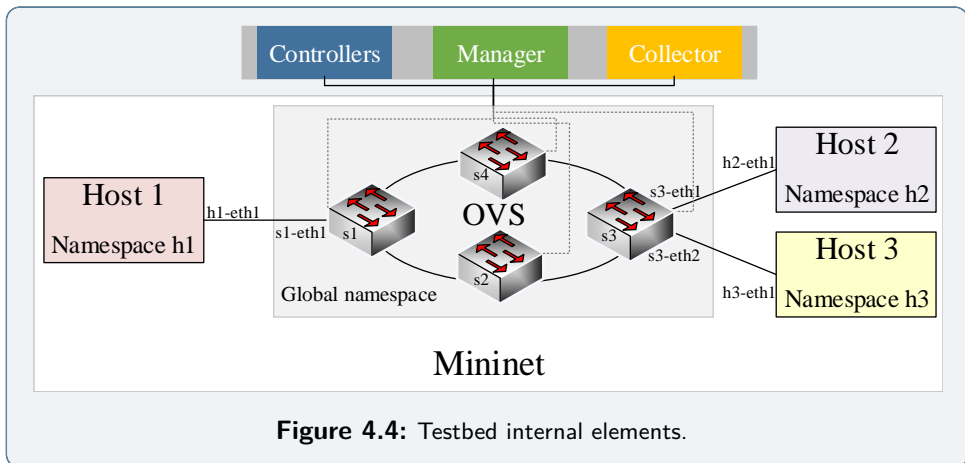 Controllers
Manager
Collector
Host 1
Namespace h1
h1-eth1
s1-eth1
s1
s4
OVS
s2
Global namespace
s3-eth1
s3
s3-eth2
h2-eth1
Host 2
Namespace h2
h3-eth1
Host 3
Namespace h3
Mininet
Figure 4.4: Testbed internal elements.